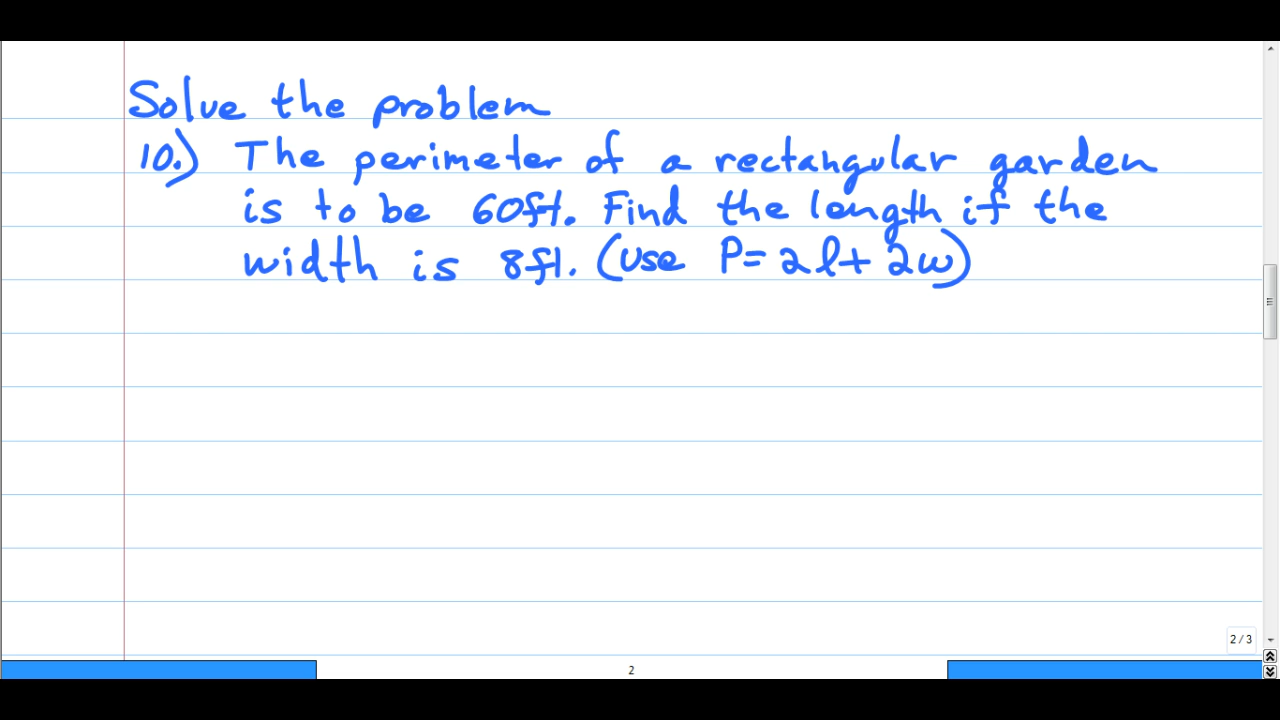 Solve the problem
10.) The perimeter of a rectangular garden
is to be 60ft. Find the length if the
width is 8ft. (Use P=2l+2w)
2 / 3
2